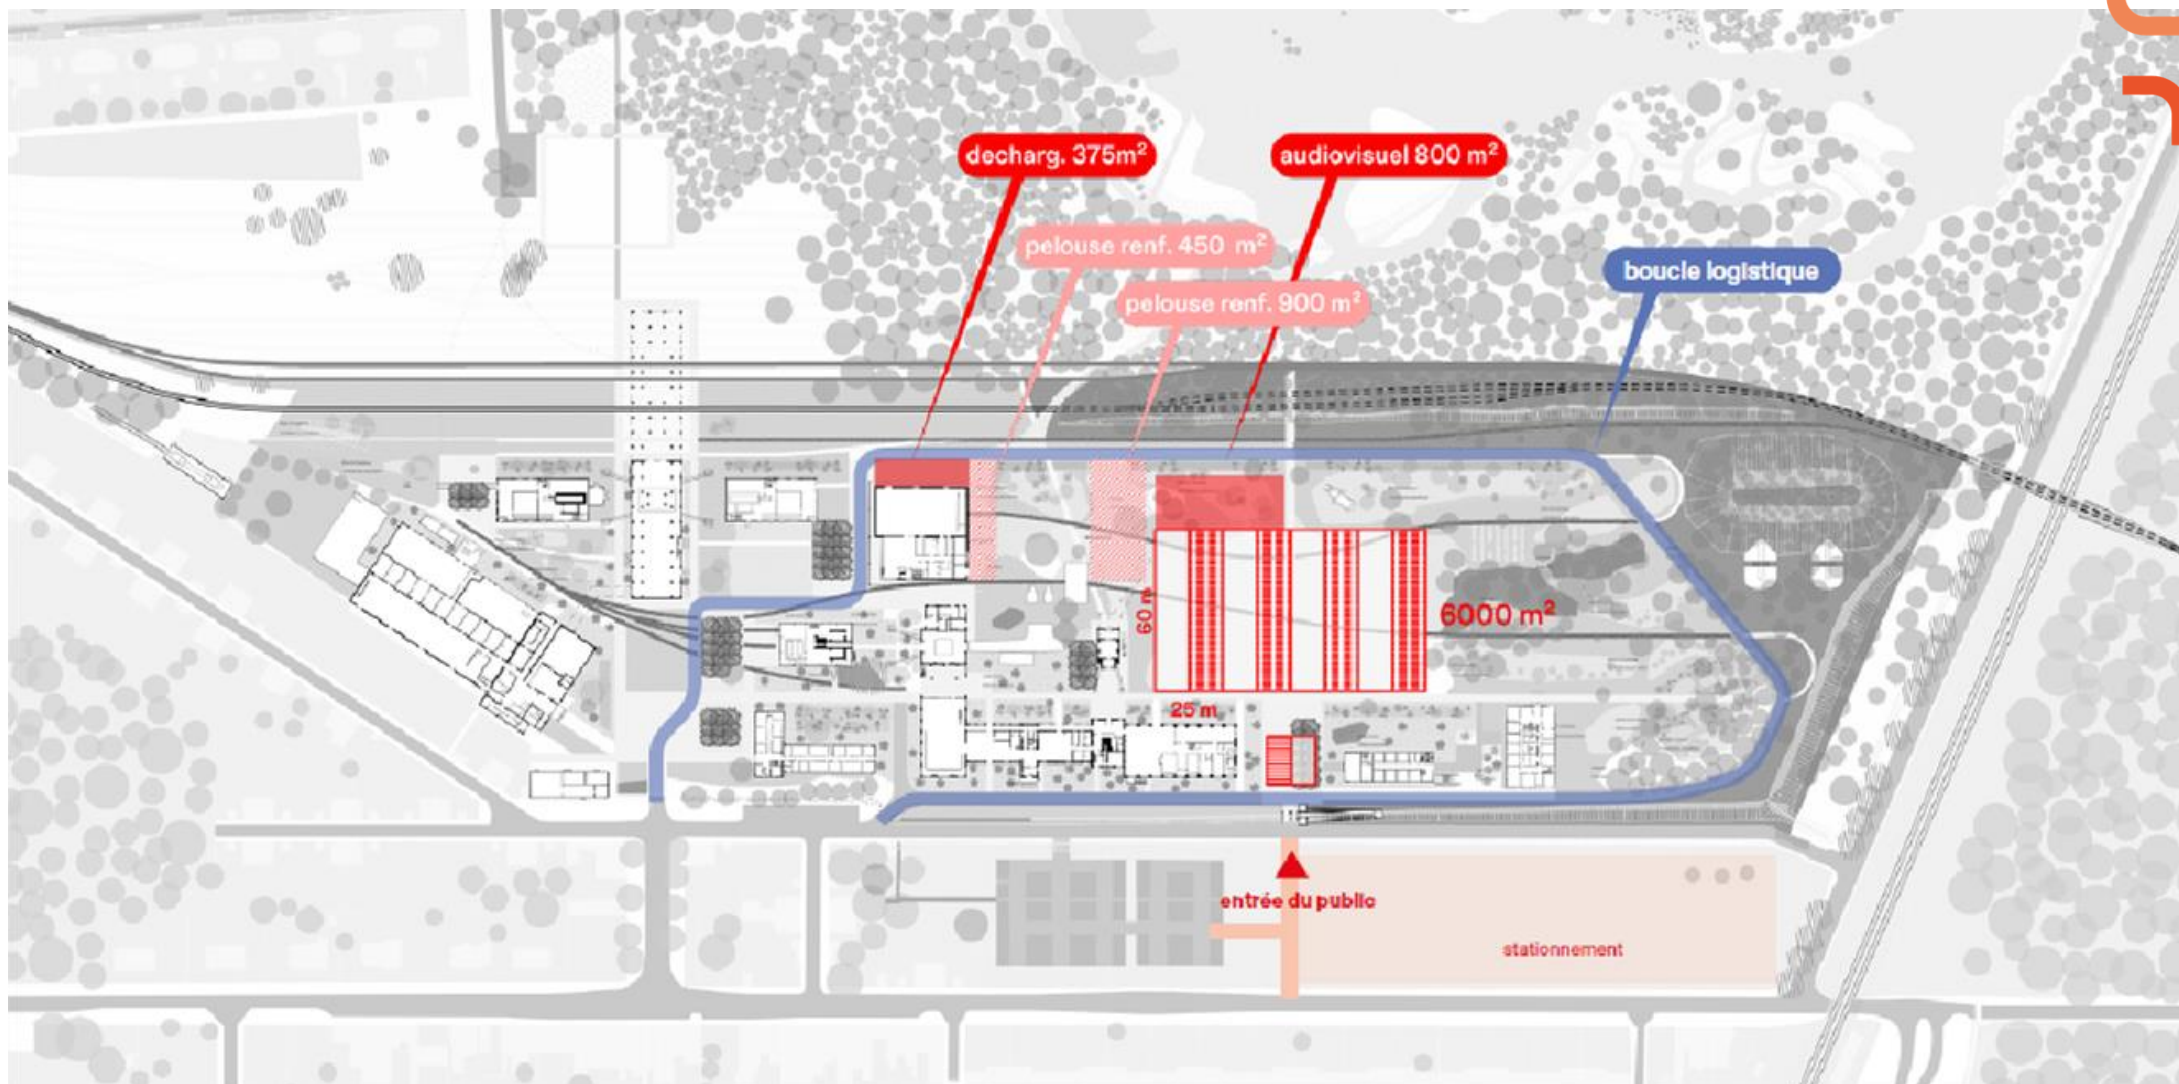 decharg. 375m²
audiovisuel 800 m²
pelouse renf. 450 m²
boucle logistique
pelouse renf. 900 m²
60 m
6000 m²
25 m
entrée du public
stationnement